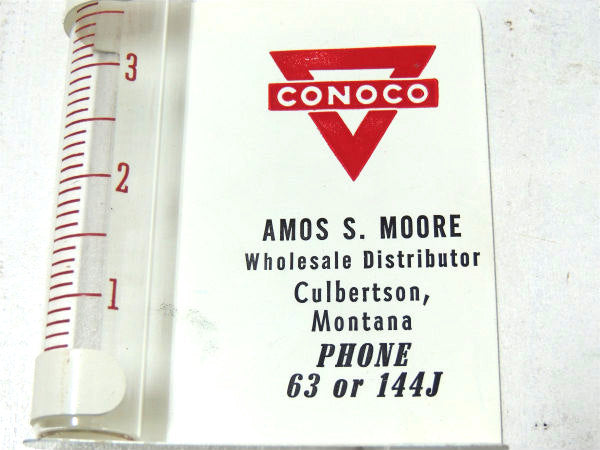 3
2
1
CONOCO
AMOS S. MOORE
Wholesale Distributor
Culbertson,
Montana
PHONE
63 or 144J